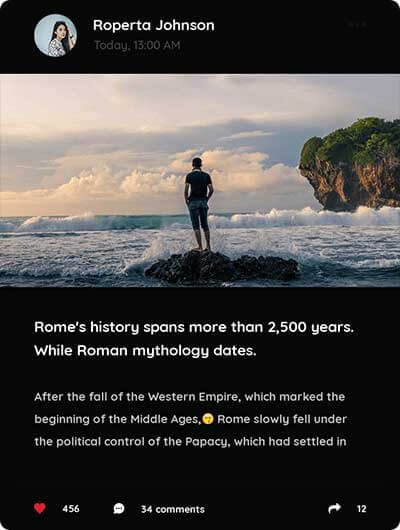 Roperta Johnson
Today, 13:00 AM
Rome's history spans more than 2,500 years.
While Roman mythology dates.
After the fall of the Western Empire, which marked the
beginning of the Middle Ages,😙 Rome slowly fell under
the political control of the Papacy, which had settled in
456
34 comments
12